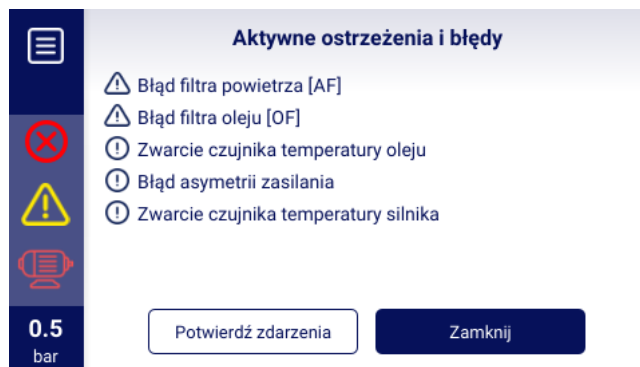 Aktywne ostrzeżenia i błędy
Błąd filtra powietrza [AF]
Błąd filtra oleju [OF]
Zwarcie czujnika temperatury oleju
Błąd asymetrii zasilania
Zwarcie czujnika temperatury silnika
0.5
bar
Potwierdź zdarzenia
Zamknij